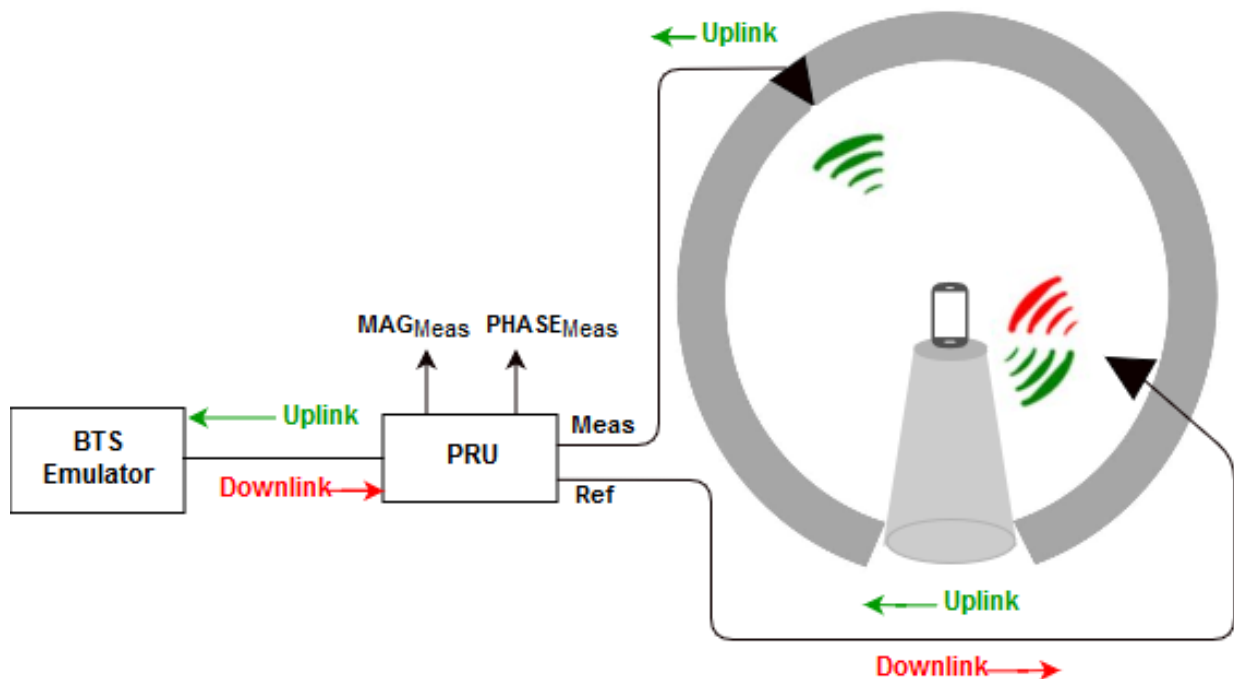 Uplink
MAGMeas
PHASEMeas
Uplink
BTS
Emulator
PRU
Meas
Downlink
Ref
Uplink
Downlink